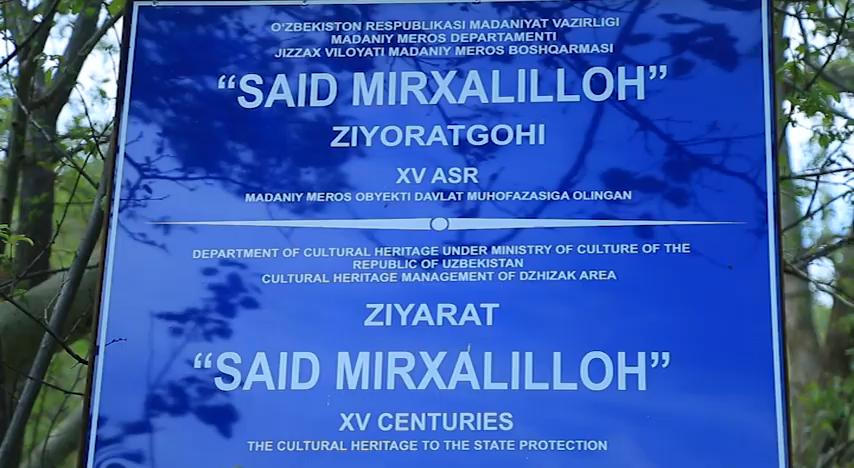 O'ZBEKISTON RESPUBLIKASI MADANIYAT VAZIRLIGI
MADANIY MEROS DEPARTAMENTI
JIZZAX VILOYATI MADANIY MEROS BOSHQARMASI
“SAID MIRXALILLOH”
ZIYORATGOHI
XV ASR
MADANIY MEROS OBYEKTI DAVLAT MUHOFAZASIGA OLINGAN
DEPARTMENT OF CULTURAL HERITAGE UNDER MINISTRY OF CULTURE OF THE
REPUBLIC OF UZBEKISTAN
CULTURAL HERITAGE MANAGEMENT OF DZHIZAK AREA
ZIYARAT
“SAID MIRXALILLOH”
XV CENTURIES
THE CULTURAL HERITAGE TO THE STATE PROTECTION